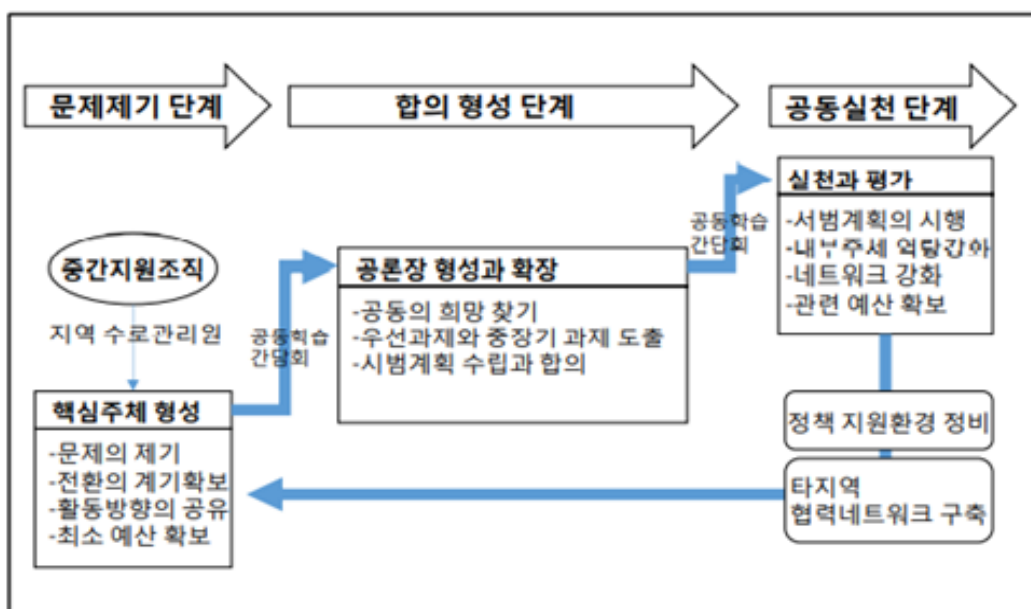 문제제기 단계
합의 형성 단계
공동실천 단계
중간지원조직
지역 수로관리원
핵심주체 형성
-문제의 제기
-전환의 계기확보
-활동방향의 공유
-최소 예산 확보
공동학습
간담회
공론장 형성과 확장
-공동의 희망 찾기
-우선과제와 중장기 과제 도출
-시범계획 수립과 합의
공동학습
간담회
실천과 평가
-서범계획의 시행
-내부주세 역량강화
-네트워크 강화
-관련 예산 확보
정책 지원환경 정비
타지역
협력네트워크 구축